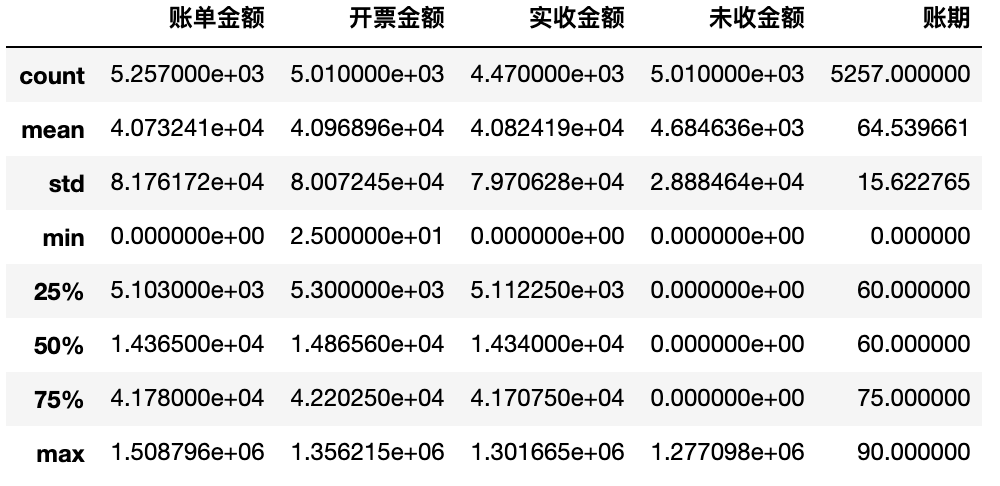 账单金额 开票金额 实收金额 未收金额 账期
count 5.257000e+03 5.010000e+03 4.470000e+03 5.010000e+03 5257.000000
mean 4.073241e+04 4.096896e+04 4.082419e+04 4.684636e+03 64.539661
std 8.176172e+04 8.007245e+04 7.970628e+04 2.888464e+04 15.622765
min 0.000000e+00 2.500000e+01 0.000000e+00 0.000000e+00 0.000000
25% 5.103000e+03 5.300000e+03 5.112250e+03 0.000000e+00 60.000000
50% 1.436500e+04 1.486560e+04 1.434000e+04 0.000000e+00 60.000000
75% 4.178000e+04 4.220250e+04 4.170750e+04 0.000000e+00 75.000000
max 1.508796e+06 1.356215e+06 1.301665e+06 1.277098e+06 90.000000